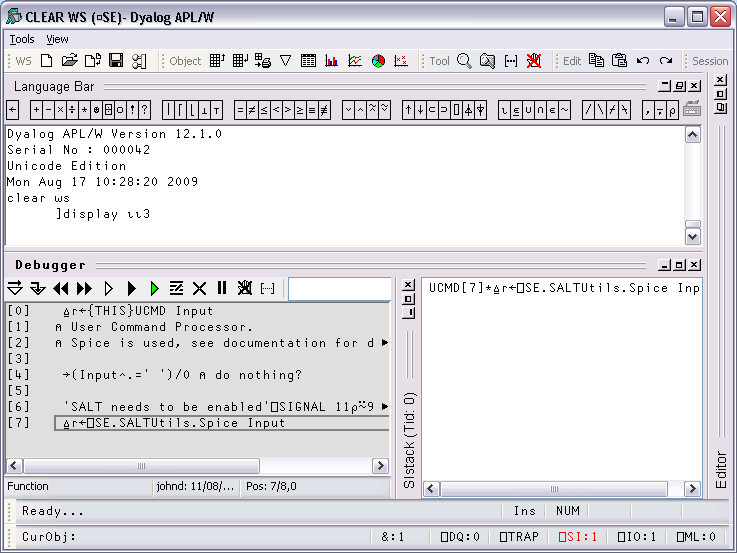 CLEAR WS (¤SE)- Dyalog APL/W
Tools View
WS Object Tool Edit Session
Language Bar
← + - × ÷ * ⍟ ⌹ ○ ! ? | ⌈ ⌊ ⊥ ⊤ = ≠ ≤ < > ≥ ≡ ≢ ∨ ∧ ⍱ ⍲ ↑ ↓ ⊂ ⊃ ⌷ ⍋ ⍒ ⍳ ∪ ∩ ∊ ~ / \ ⌿ ⍀ , ⍪ ⍴
Dyalog APL/W Version 12.1.0
Serial No : 000042
Unicode Edition
Mon Aug 17 10:28:20 2009
clear ws
]display ⍳⍳3
Debugger
[0] ∆r←{THIS}UCMD Input
[1] ⍝ User Command Processor.
[2] ⍝ Spice is used, see documentation for d
[3]
[4] →(Input∧.=' ')/0 ⍝ do nothing?
[5]
[6] 'SALT needs to be enabled'⎕SIGNAL 11⍴⍨9
[7] ∆r←⎕SE.SALTUtils.Spice Input
Function johnd: 11/08/... Pos: 7/8,0
SIstack (Tid: 0)
UCMD[7]*∆r←⎕SE.SALTUtils.Spice Inp
Editor
Ready... Ins NUM
CurObj: &:1 ⎕DQ:0 ⎕TRAP ⎕SI:1 ⎕IO:1 ⎕ML:0